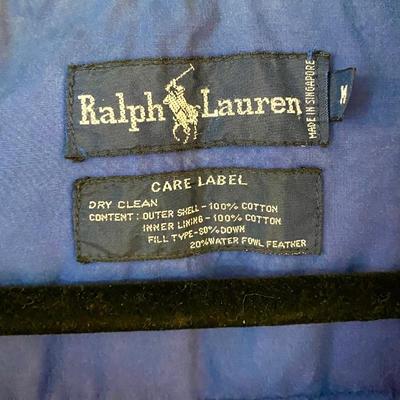 Ralph Lauren
MADE IN SINGAPORE
M
CARE LABEL
DRY CLEAN
CONTENT: OUTER SHELL-100% COTTON
INNER LINING-100% COTTON
FILL TYPE-80% DOWN
20% WATER FOWL FEATHER